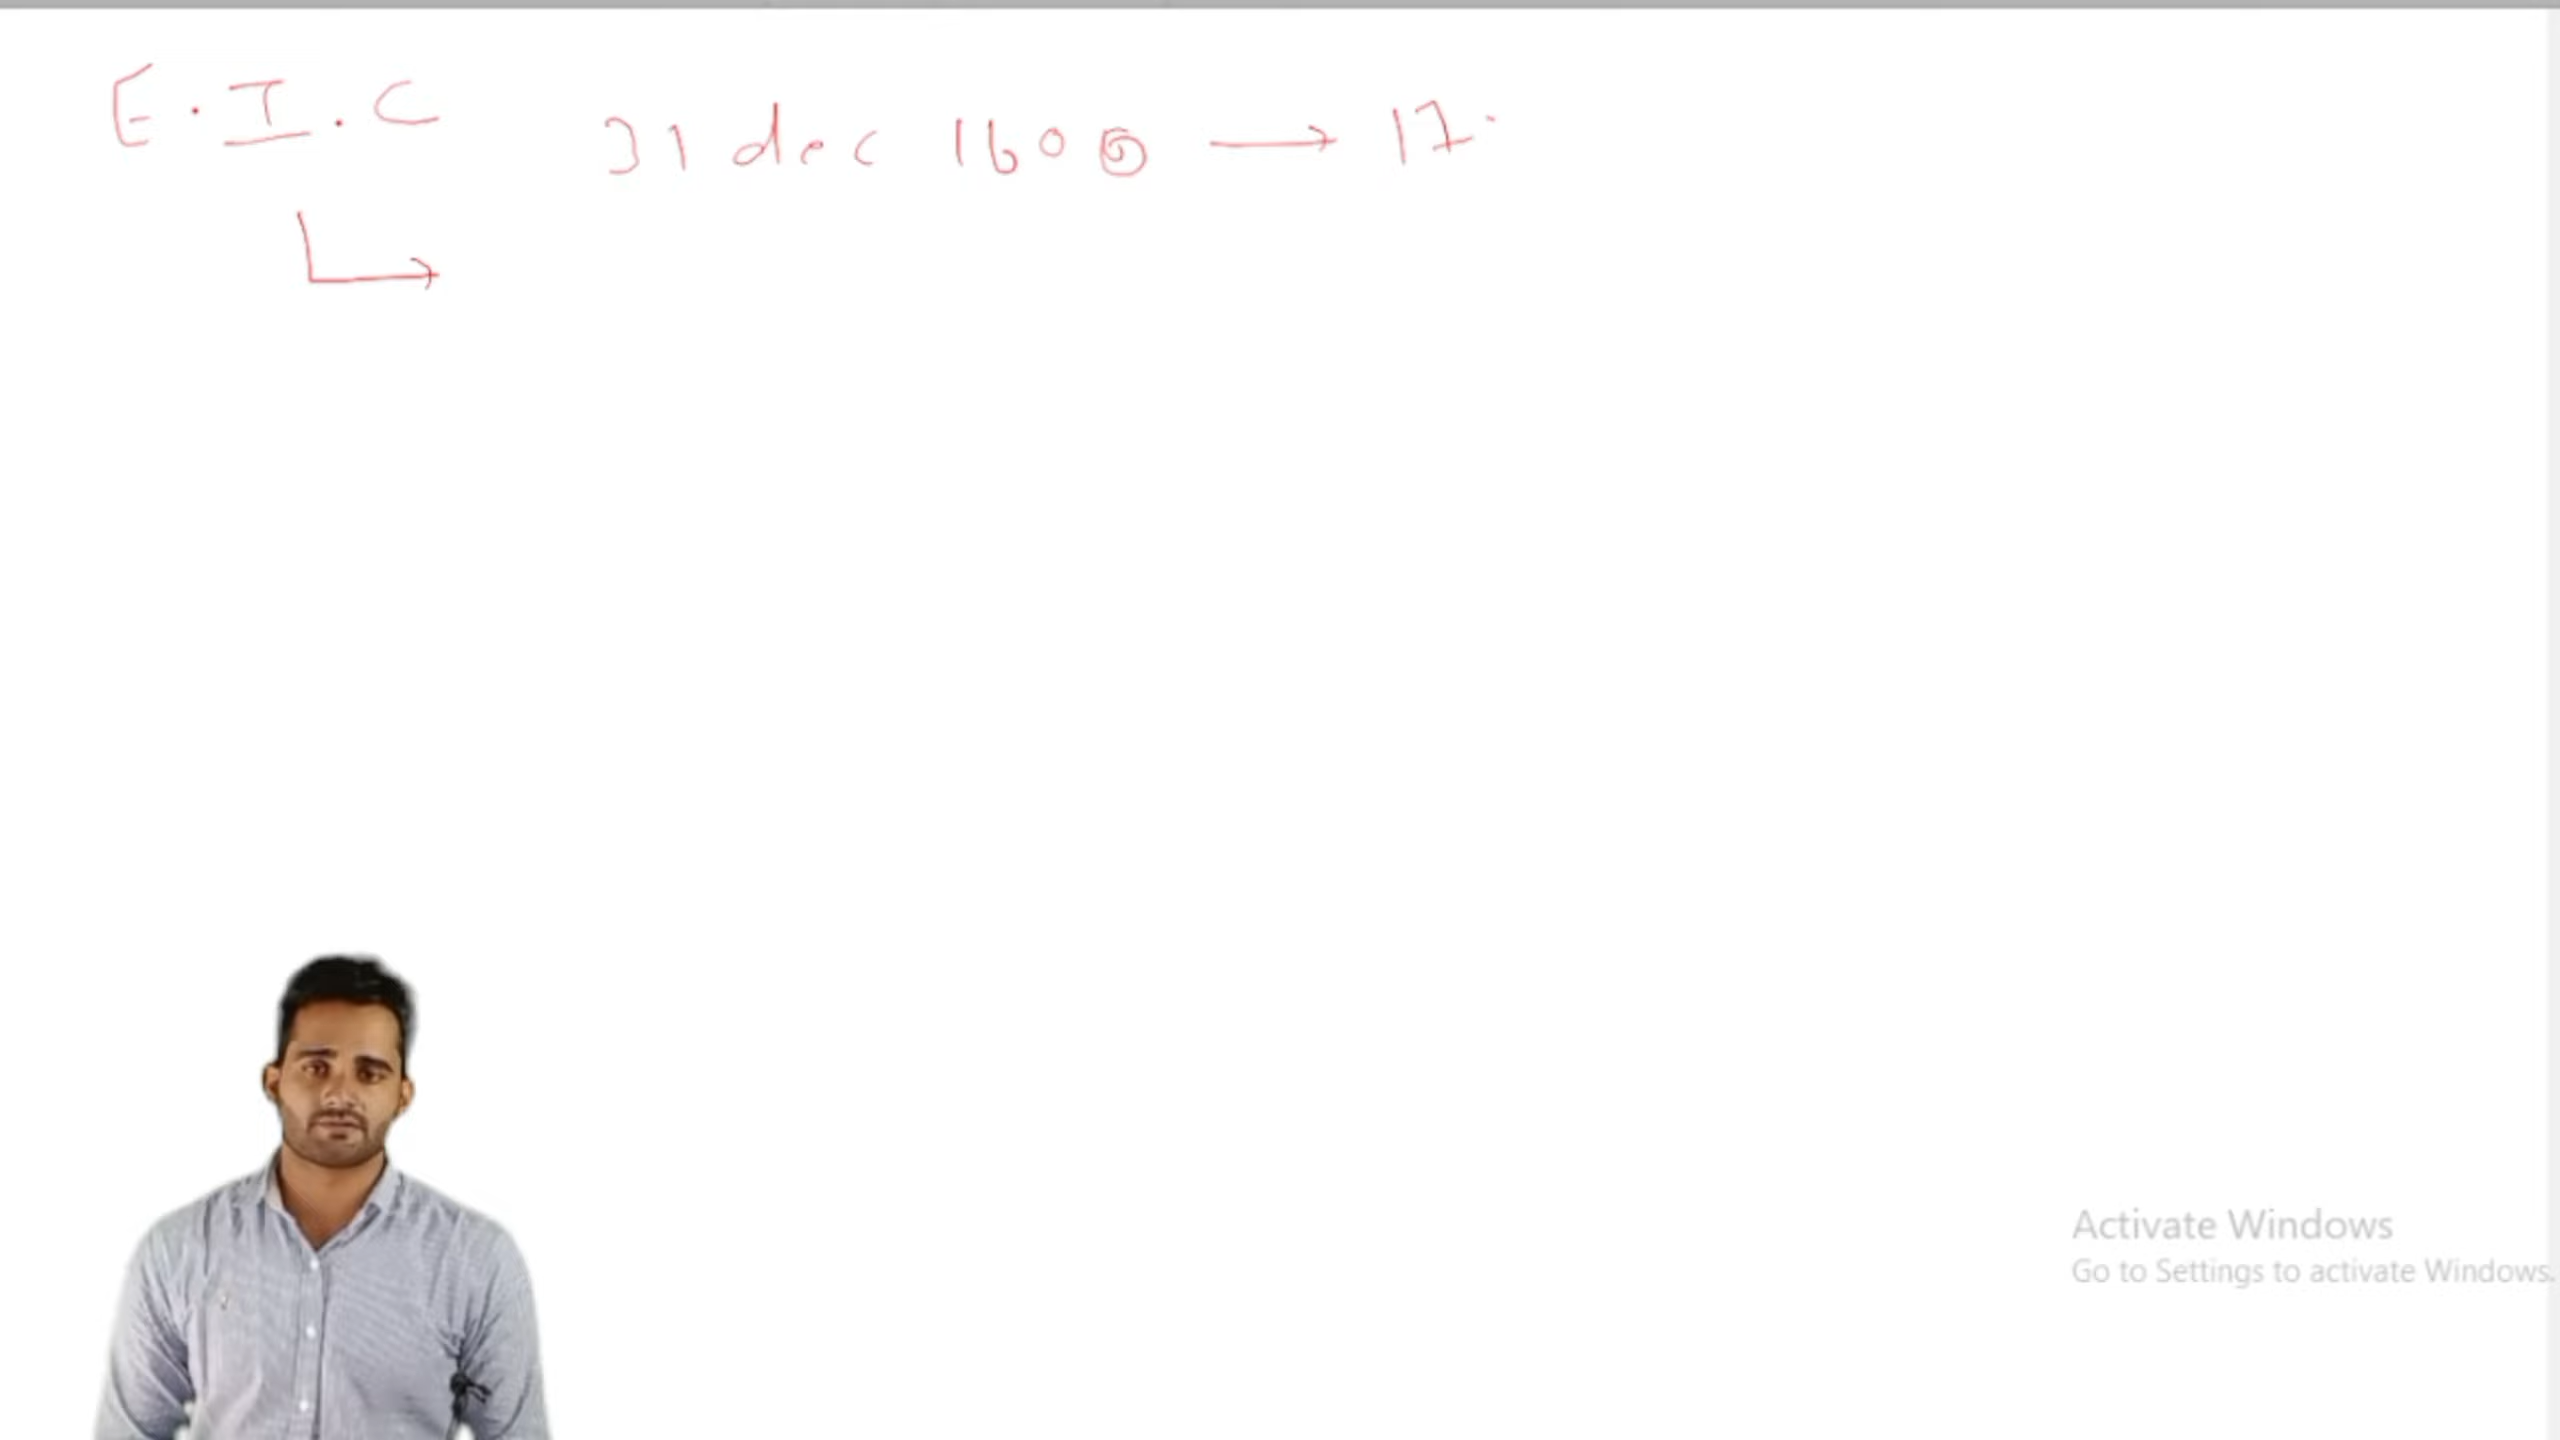 E.I.C 31 dec 1600 → 17.
Activate Windows
Go to Settings to activate Windows.